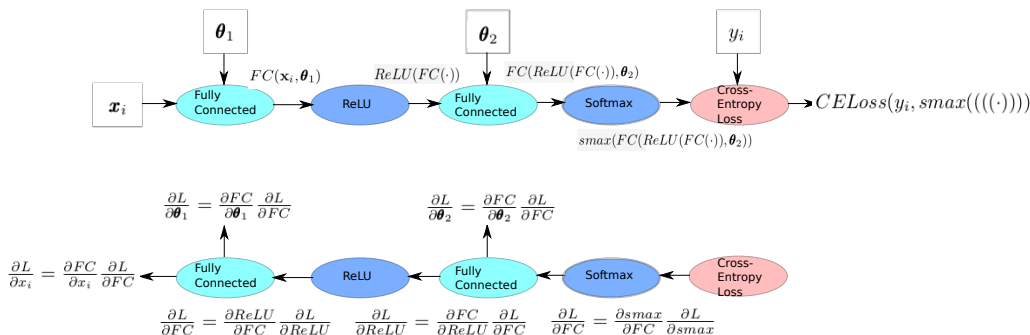 𝜽₁
𝜽₂
yᵢ
FC(𝐱ᵢ, 𝜽₁)
ReLU(FC(·))
FC(ReLU(FC(·)), 𝜽₂)
𝒙ᵢ
Fully Connected
ReLU
Fully Connected
Softmax
Cross-Entropy Loss
CELoss(yᵢ, smax((((·))))
smax(FC(ReLU(FC(·)), 𝜽₂))
∂L/∂𝜽₁ = ∂FC/∂𝜽₁ ∂L/∂FC
∂L/∂𝜽₂ = ∂FC/∂𝜽₂ ∂L/∂FC
∂L/∂xᵢ = ∂FC/∂xᵢ ∂L/∂FC
Fully Connected
ReLU
Fully Connected
Softmax
Cross-Entropy Loss
∂L/∂FC = ∂ReLU/∂FC ∂L/∂ReLU
∂L/∂ReLU = ∂FC/∂ReLU ∂L/∂FC
∂L/∂FC = ∂smax/∂FC ∂L/∂smax